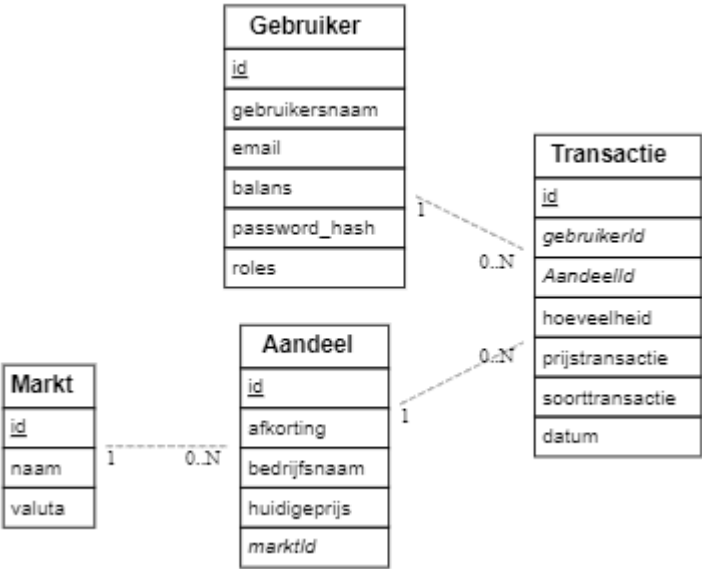 Gebruiker
id
gebruikersnaam
email
balans
password_hash
roles
Transactie
id
gebruikerId
AandeelId
hoeveelheid
prijstransactie
soorttransactie
datum
1
0..N
Aandeel
id
afkorting
bedrijfsnaam
huidigeprijs
marktId
0..N
1
Markt
id
naam
valuta
1
0..N